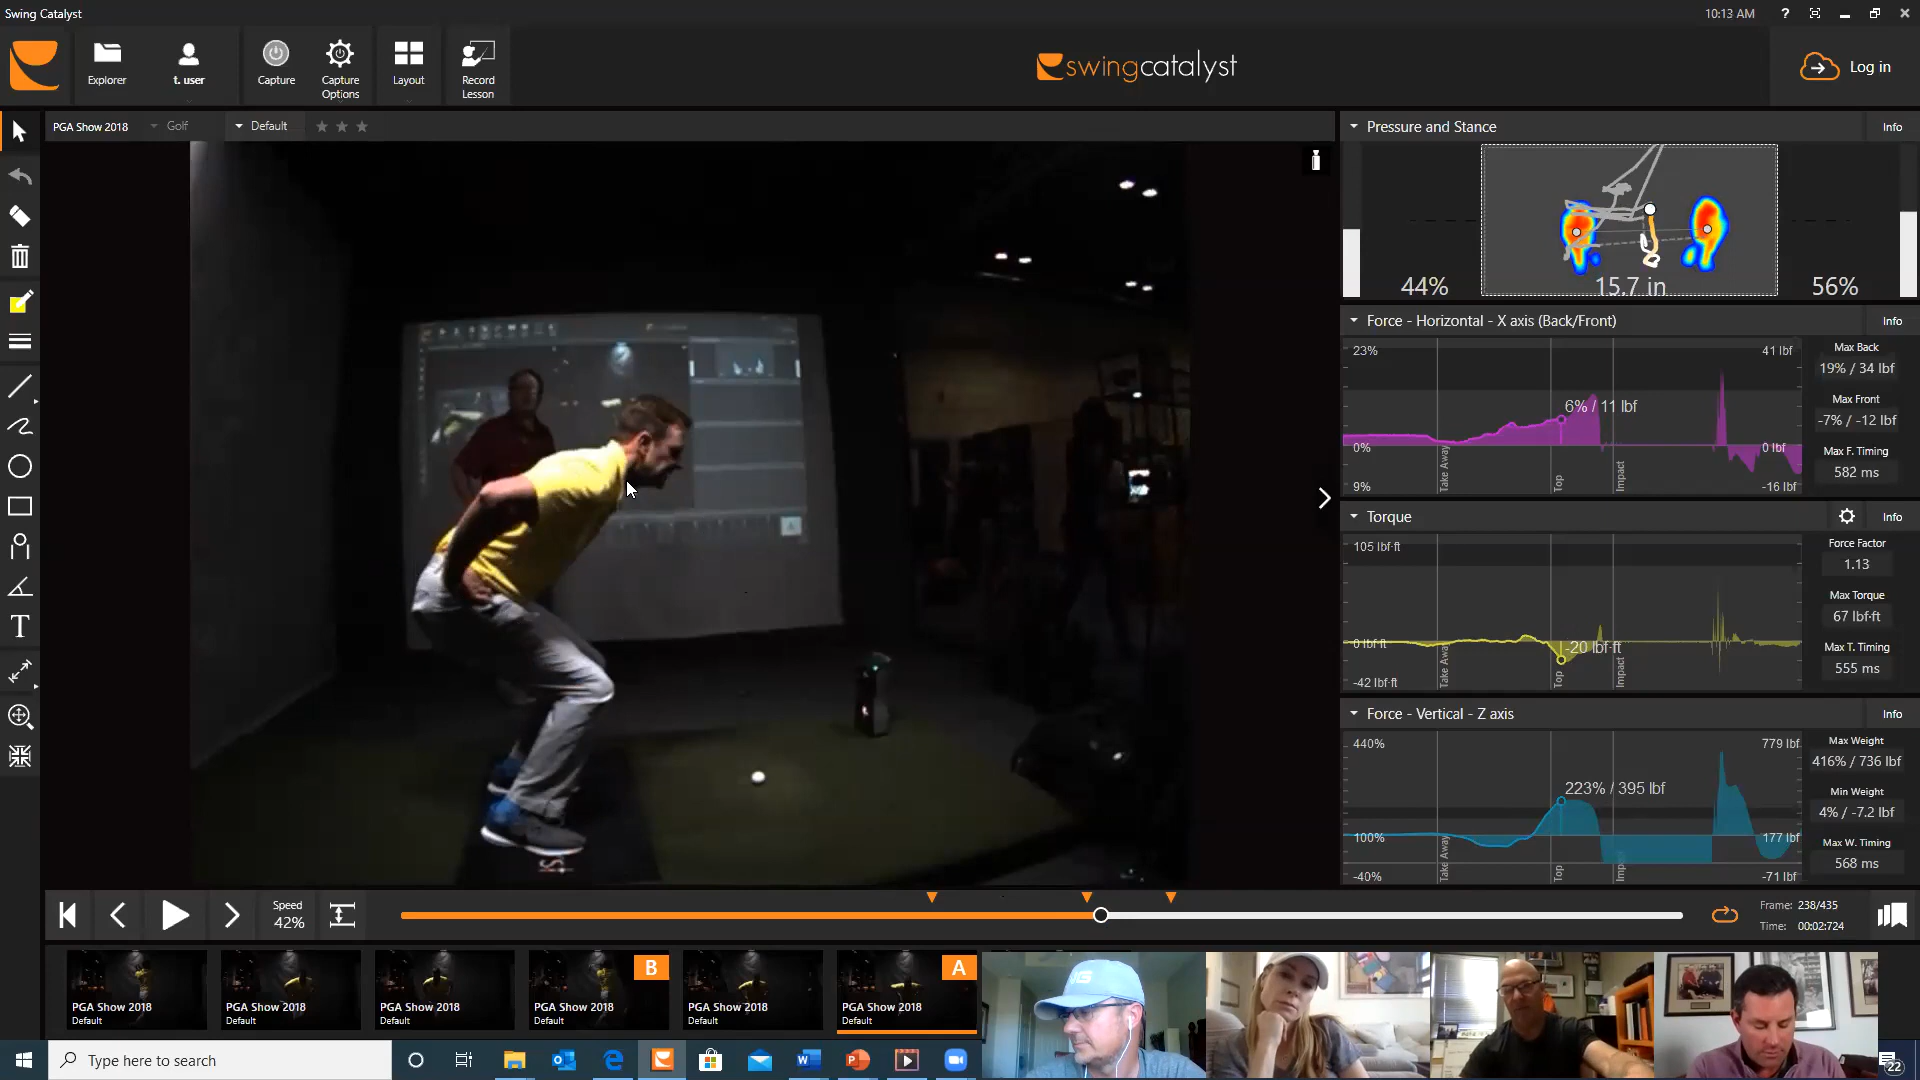 Swing Catalyst
10:13 AM
?
Explorer
t. user
Capture
Capture Options
Layout
Record Lesson
swingcatalyst
Log in
PGA Show 2018
Golf
Default
Pressure and Stance
Info
44%
15.7 in
56%
Force - Horizontal - X axis (Back/Front)
Info
23%
41 lbf
6% / 11 lbf
0%
0 lbf
9%
-16 lbf
Take Away
Top
Impact
Max Back
19% / 34 lbf
Max Front
-7% / -12 lbf
Max F. Timing
582 ms
Torque
Info
105 lbf·ft
0 lbf·ft
-20 lbf·ft
-42 lbf·ft
Take Away
Top
Impact
Force Factor
1.13
Max Torque
67 lbf·ft
Max T. Timing
555 ms
Force - Vertical - Z axis
Info
440%
779 lbf
223% / 395 lbf
100%
177 lbf
-40%
-71 lbf
Take Away
Top
Impact
Max Weight
416% / 736 lbf
Min Weight
4% / -7.2 lbf
Max W. Timing
568 ms
T
Speed
42%
Frame: 238/435
Time: 00:02:724
PGA Show 2018
Default
PGA Show 2018
Default
PGA Show 2018
Default
B
PGA Show 2018
Default
PGA Show 2018
Default
A
PGA Show 2018
Default
Type here to search
22